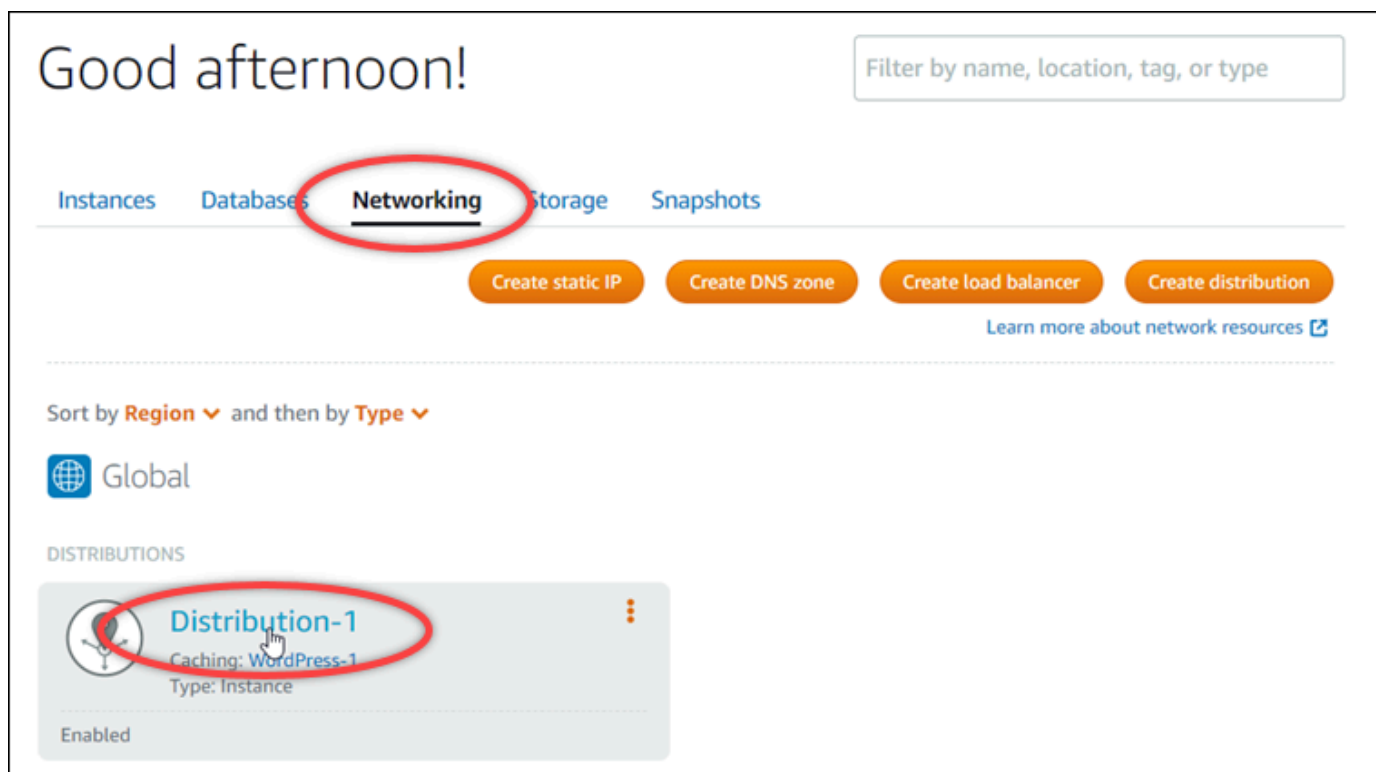 Good afternoon!
Filter by name, location, tag, or type
Instances Databases Networking Storage Snapshots
Create static IP Create DNS zone Create load balancer Create distribution
Learn more about network resources
Sort by Region and then by Type
Global
DISTRIBUTIONS
Distribution-1
Caching: WordPress-1
Type: Instance
Enabled